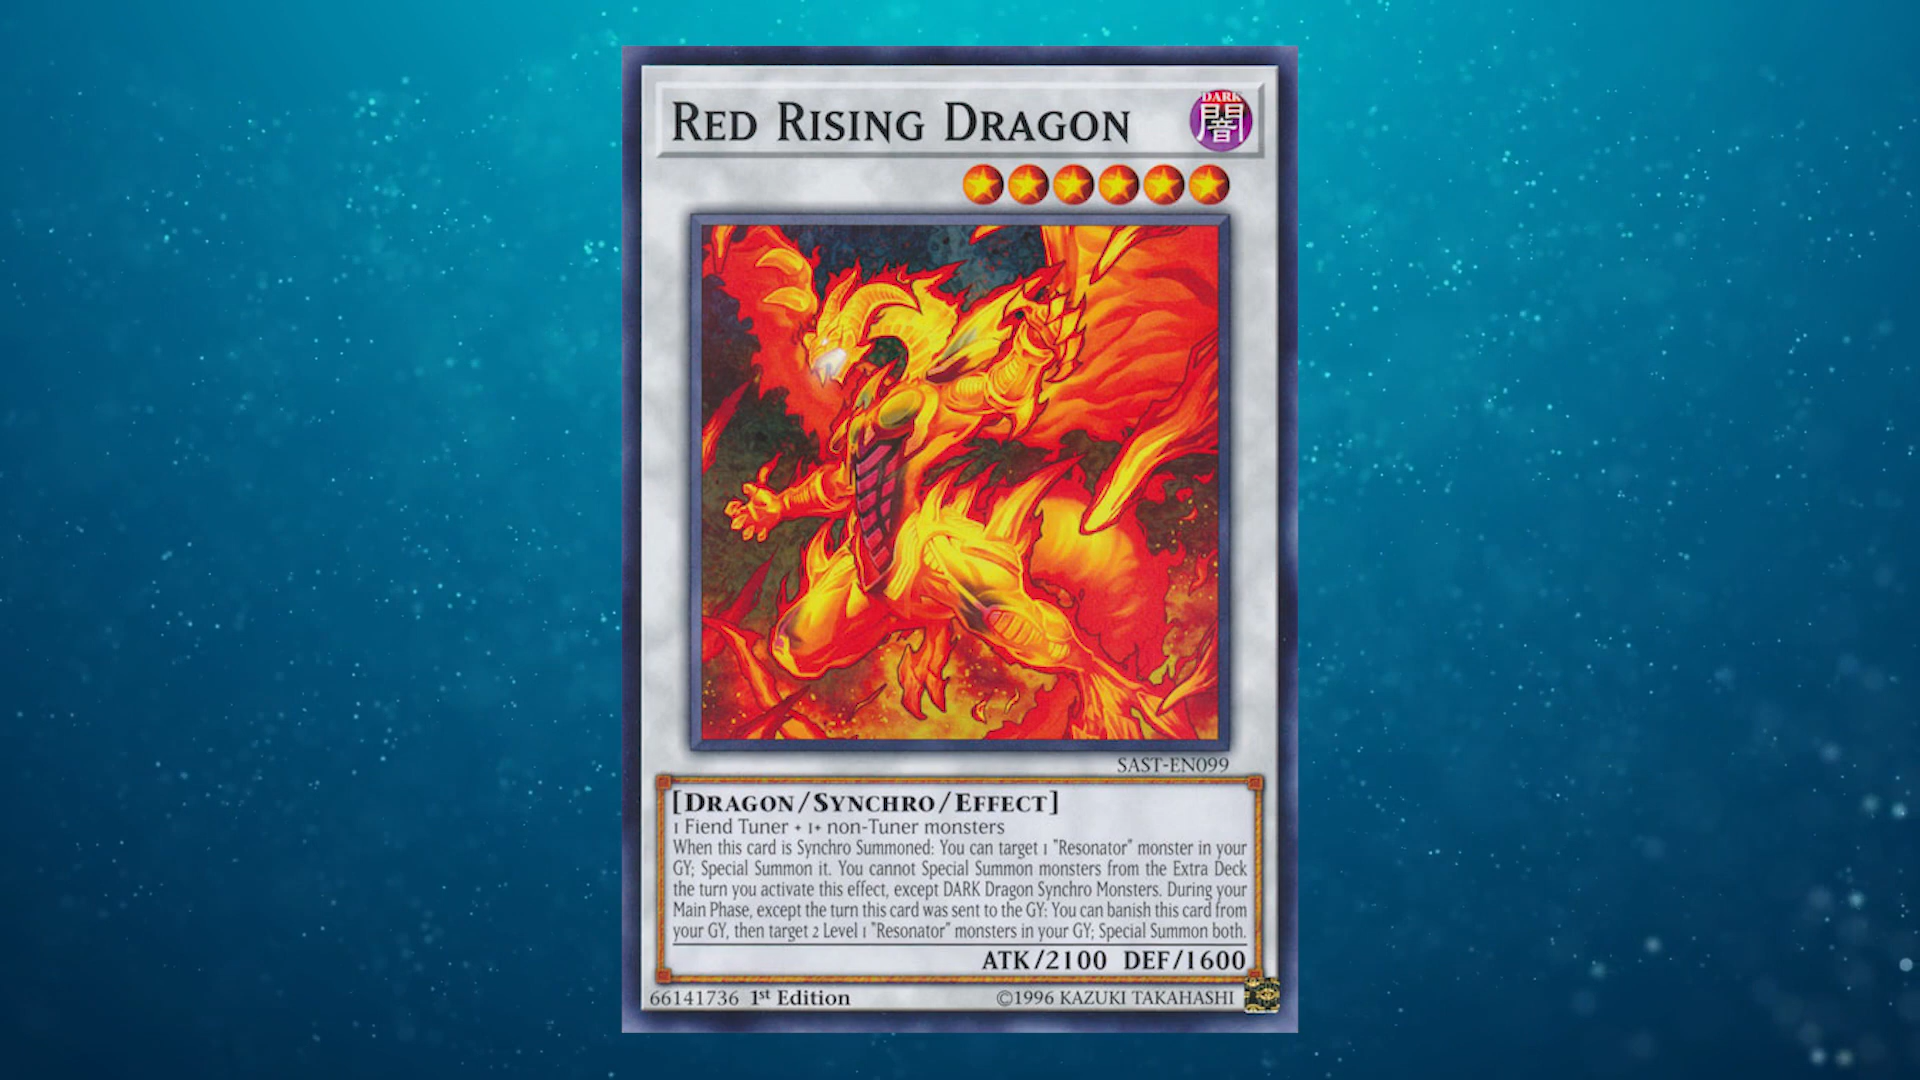 Red Rising Dragon
DARK
闇
SAST-EN099
[Dragon/Synchro/Effect]
1 Fiend Tuner + 1+ non-Tuner monsters
When this card is Synchro Summoned: You can target 1 "Resonator" monster in your
GY; Special Summon it. You cannot Special Summon monsters from the Extra Deck
the turn you activate this effect, except DARK Dragon Synchro Monsters. During your
Main Phase, except the turn this card was sent to the GY: You can banish this card from
your GY, then target 2 Level 1 "Resonator" monsters in your GY; Special Summon both.
ATK/2100 DEF/1600
66141736 1st Edition ©1996 KAZUKI TAKAHASHI